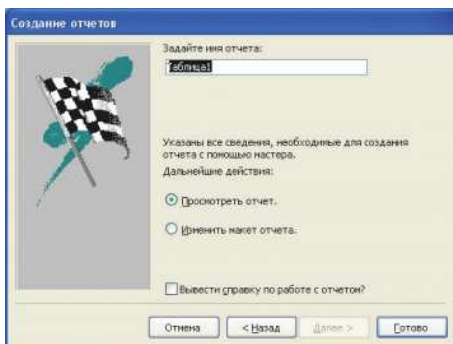 Создание отчетов
Задайте имя отчета:
Таблица1
Указаны все сведения, необходимые для создания
отчета с помощью мастера.
Дальнейшие действия:
Просмотреть отчет.
Изменить макет отчета.
Вывести справку по работе с отчетом?
Отмена
< Назад
Далее >
Готово